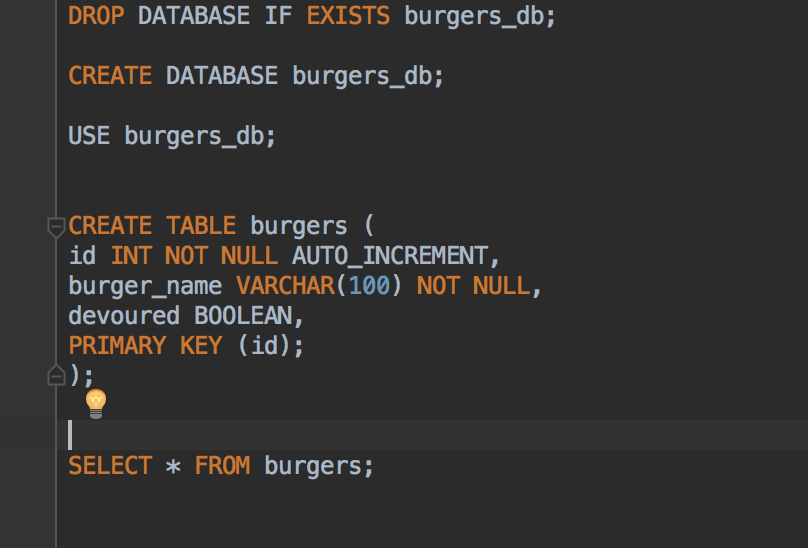 DROP DATABASE IF EXISTS burgers_db;
CREATE DATABASE burgers_db;
USE burgers_db;
CREATE TABLE burgers (
id INT NOT NULL AUTO_INCREMENT,
burger_name VARCHAR(100) NOT NULL,
devoured BOOLEAN,
PRIMARY KEY (id);
);
SELECT * FROM burgers;